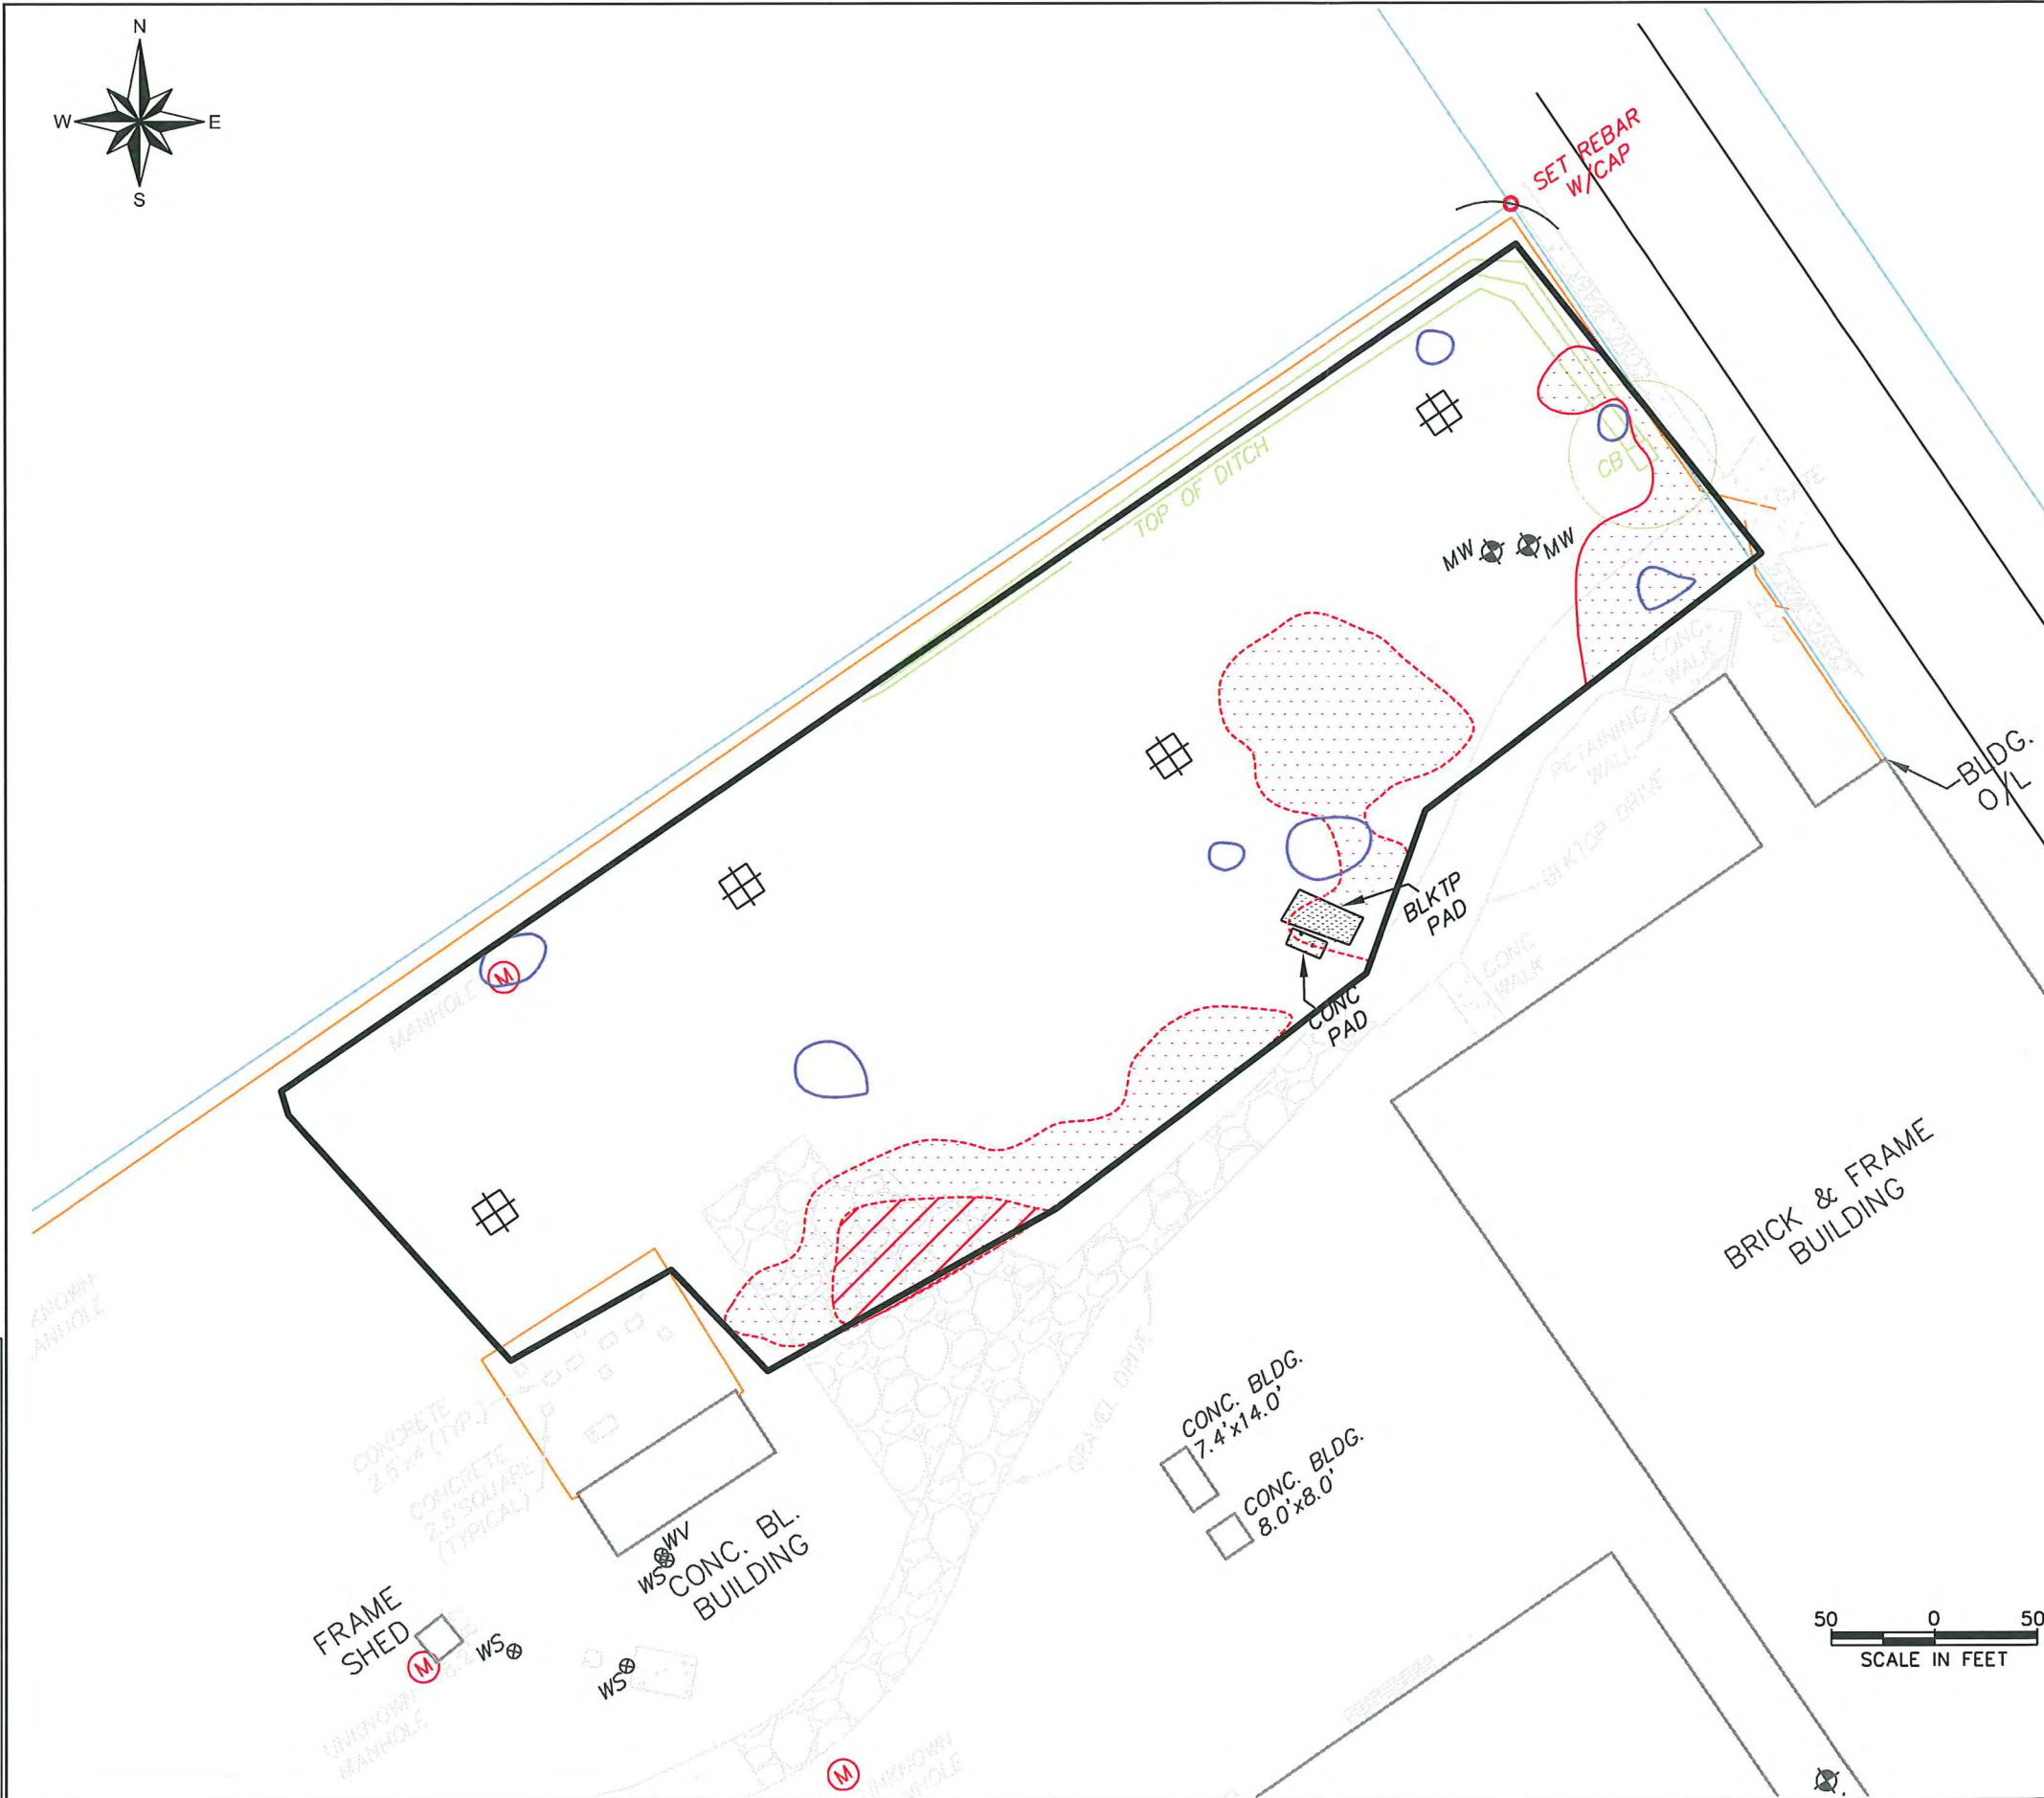 N
W
E
S
SET REBAR
W/CAP
TOP OF DITCH
CB
GATE
MW
MW
CONC.
WALK
RETAINING
WALL
BLDG.
O/L
BLKTOP DRIVE
BLKTP
PAD
CONC
WALK
CONC
PAD
M
MANHOLE
BRICK & FRAME
BUILDING
GRAVEL DRIVE
CONCRETE
2.5'x4'(TYP.)
CONCRETE
2.5'SQUARE
(TYPICAL)
CONC. BLDG.
7.4'x14.0'
CONC. BLDG.
8.0'x8.0'
WV
WS
CONC. BL.
BUILDING
FRAME
SHED
M
WS
WS
UNKNOWN
MANHOLE
M
50
0
50
SCALE IN FEET